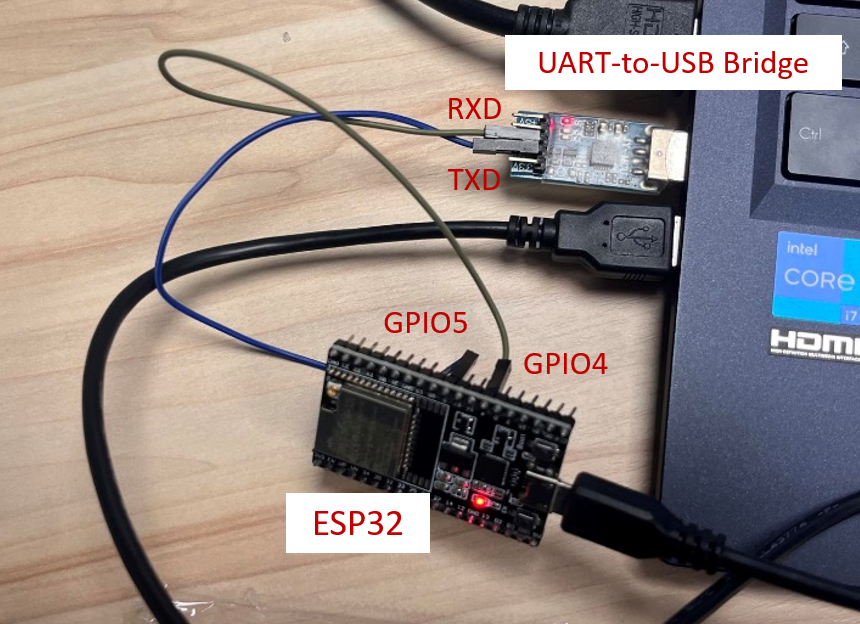 UART-to-USB Bridge
RXD
Ctrl
TXD
intel
CORE
i7
GPIO5
HDMI
GPIO4
ESP32